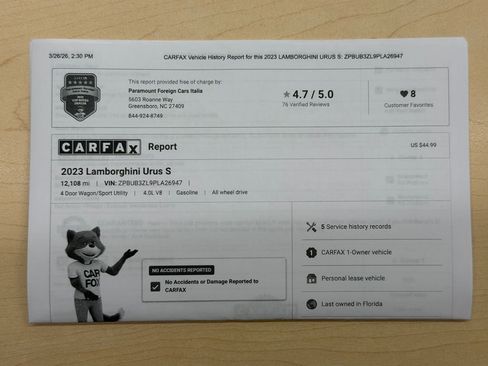 3/26/26, 2:30 PM
CARFAX Vehicle History Report for this 2023 LAMBORGHINI URUS S: ZPBUB3ZL9PLA26947
This report provided free of charge by:
Paramount Foreign Cars Italia
5603 Roanne Way
Greensboro, NC 27409
844-924-8749
4.7 / 5.0
76 Verified Reviews
8
Customer Favorites
CARFAX Report
US $44.99
2023 Lamborghini Urus S
12,108 mi | VIN: ZPBUB3ZL9PLA26947 |
4 Door Wagon/Sport Utility | 4.0L V8 | Gasoline | All wheel drive
5 Service history records
1 CARFAX 1-Owner vehicle
Personal lease vehicle
Last owned in Florida
CAR
FOX
NO ACCIDENTS REPORTED
No Accidents or Damage Reported to
CARFAX